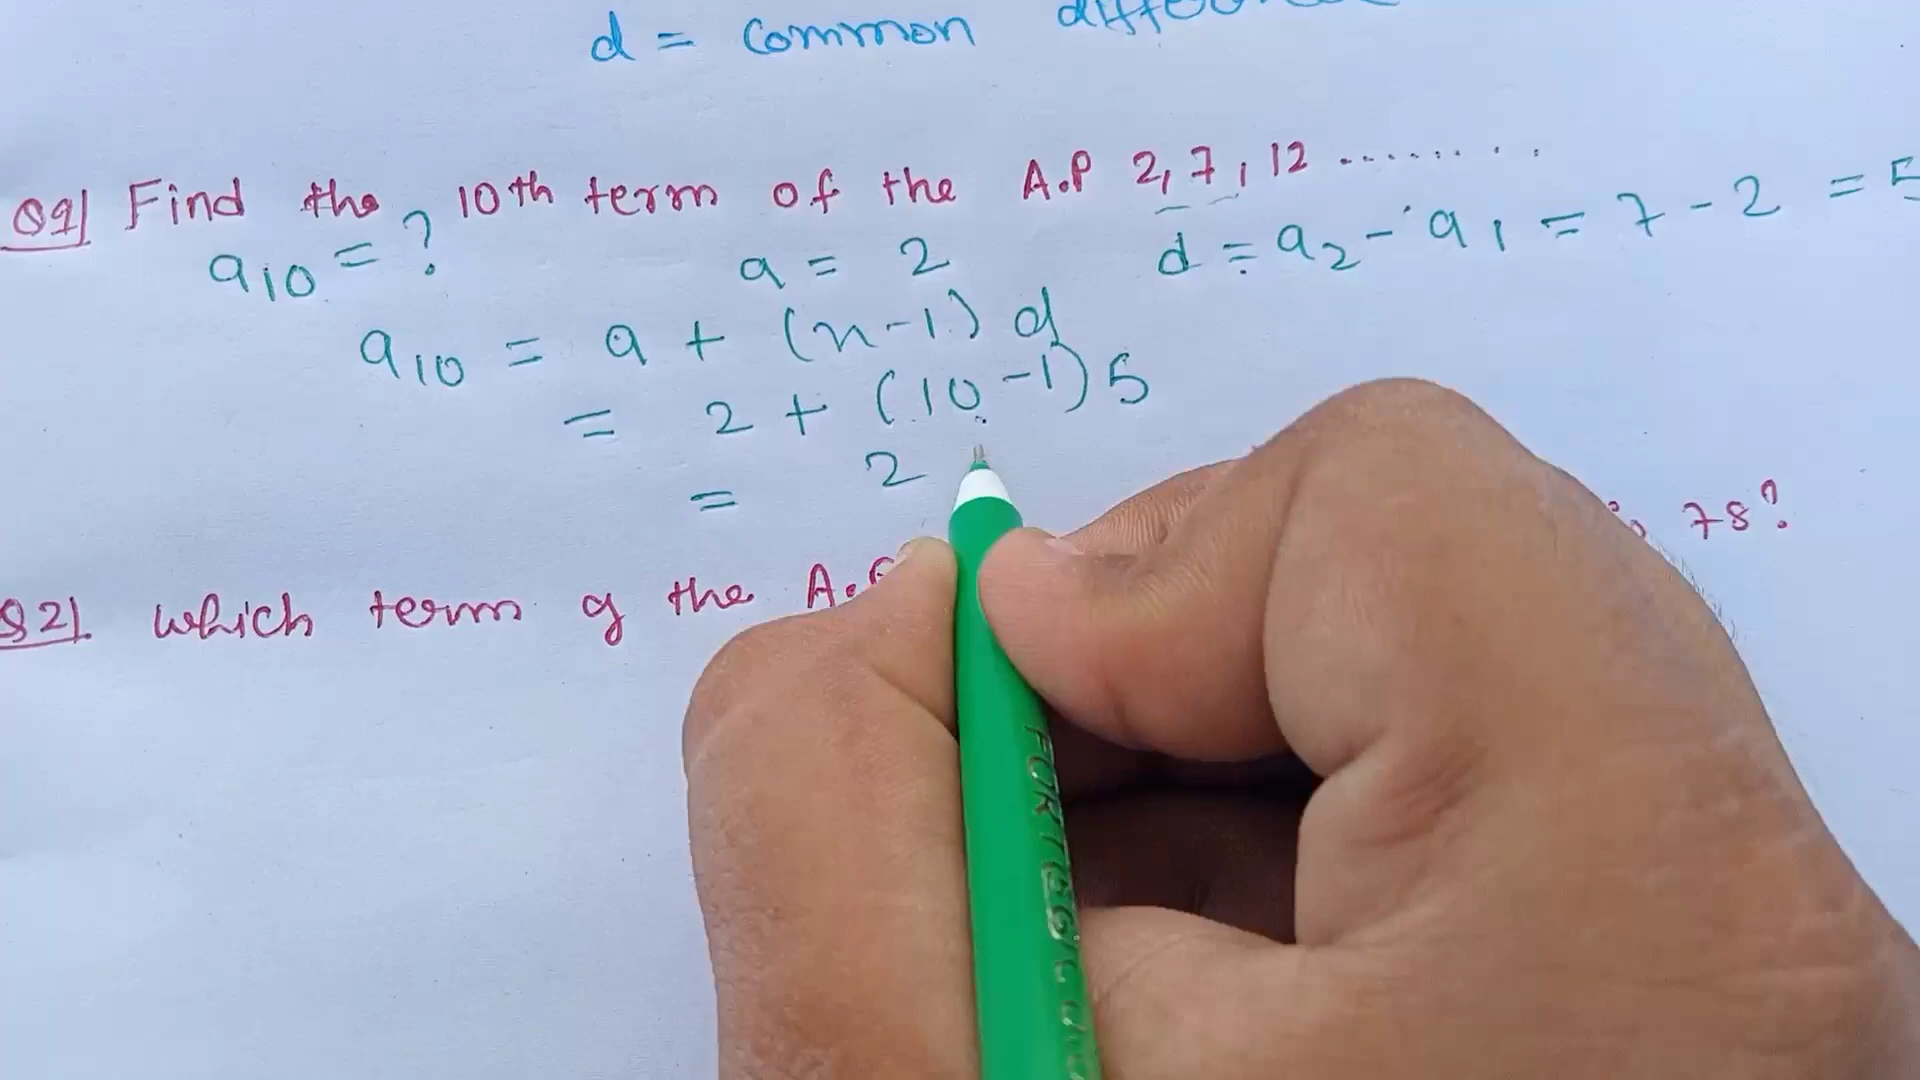 d = Common difference
Q1] Find the 10th term of the A.P 2, 7, 12 .........
a10 = ? a = 2 d = a2 - a1 = 7 - 2 = 5
a10 = a + (n-1) d
= 2 + (10-1) 5
= 2
Q2]. Which term of the A. 78?